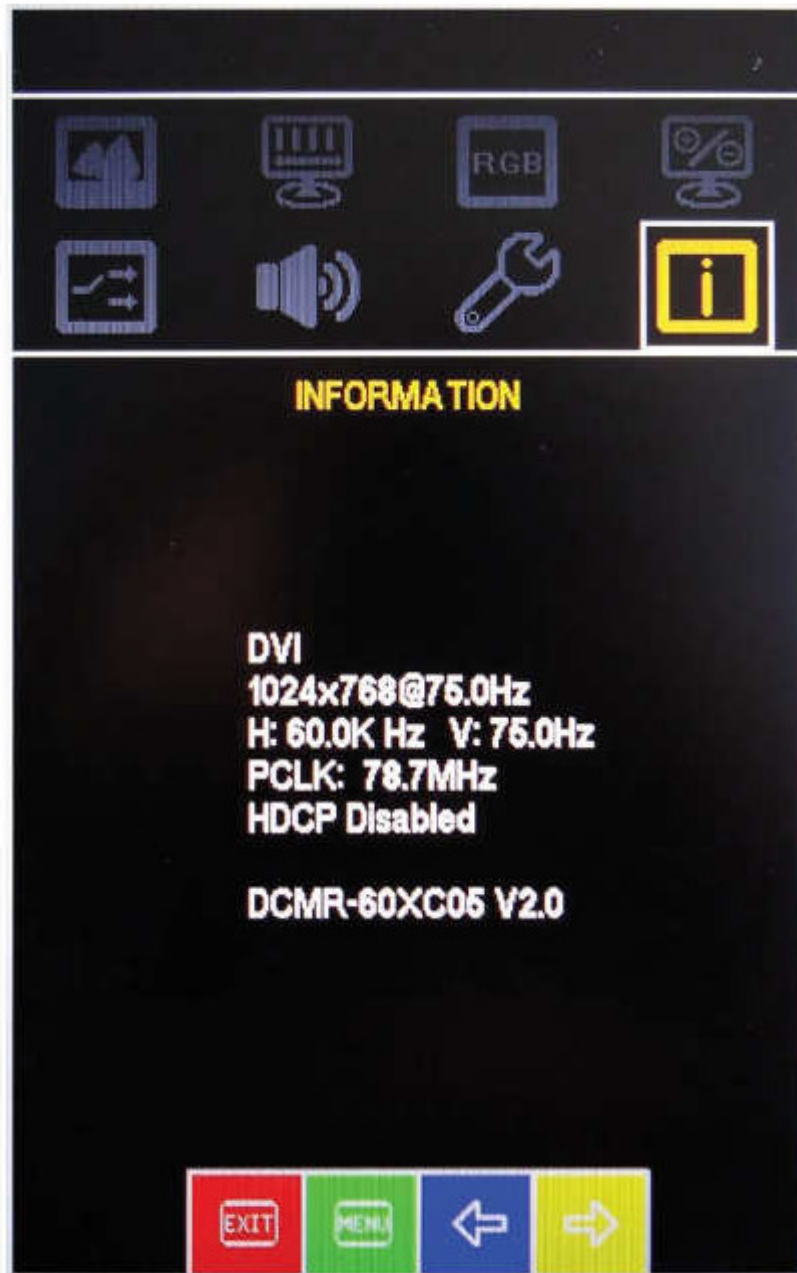 RGB
INFORMATION
DVI
1024x768@75.0Hz
H: 60.0K Hz V: 75.0Hz
PCLK: 78.7MHz
HDCP Disabled
DCMR-60XC05 V2.0
EXIT MENU